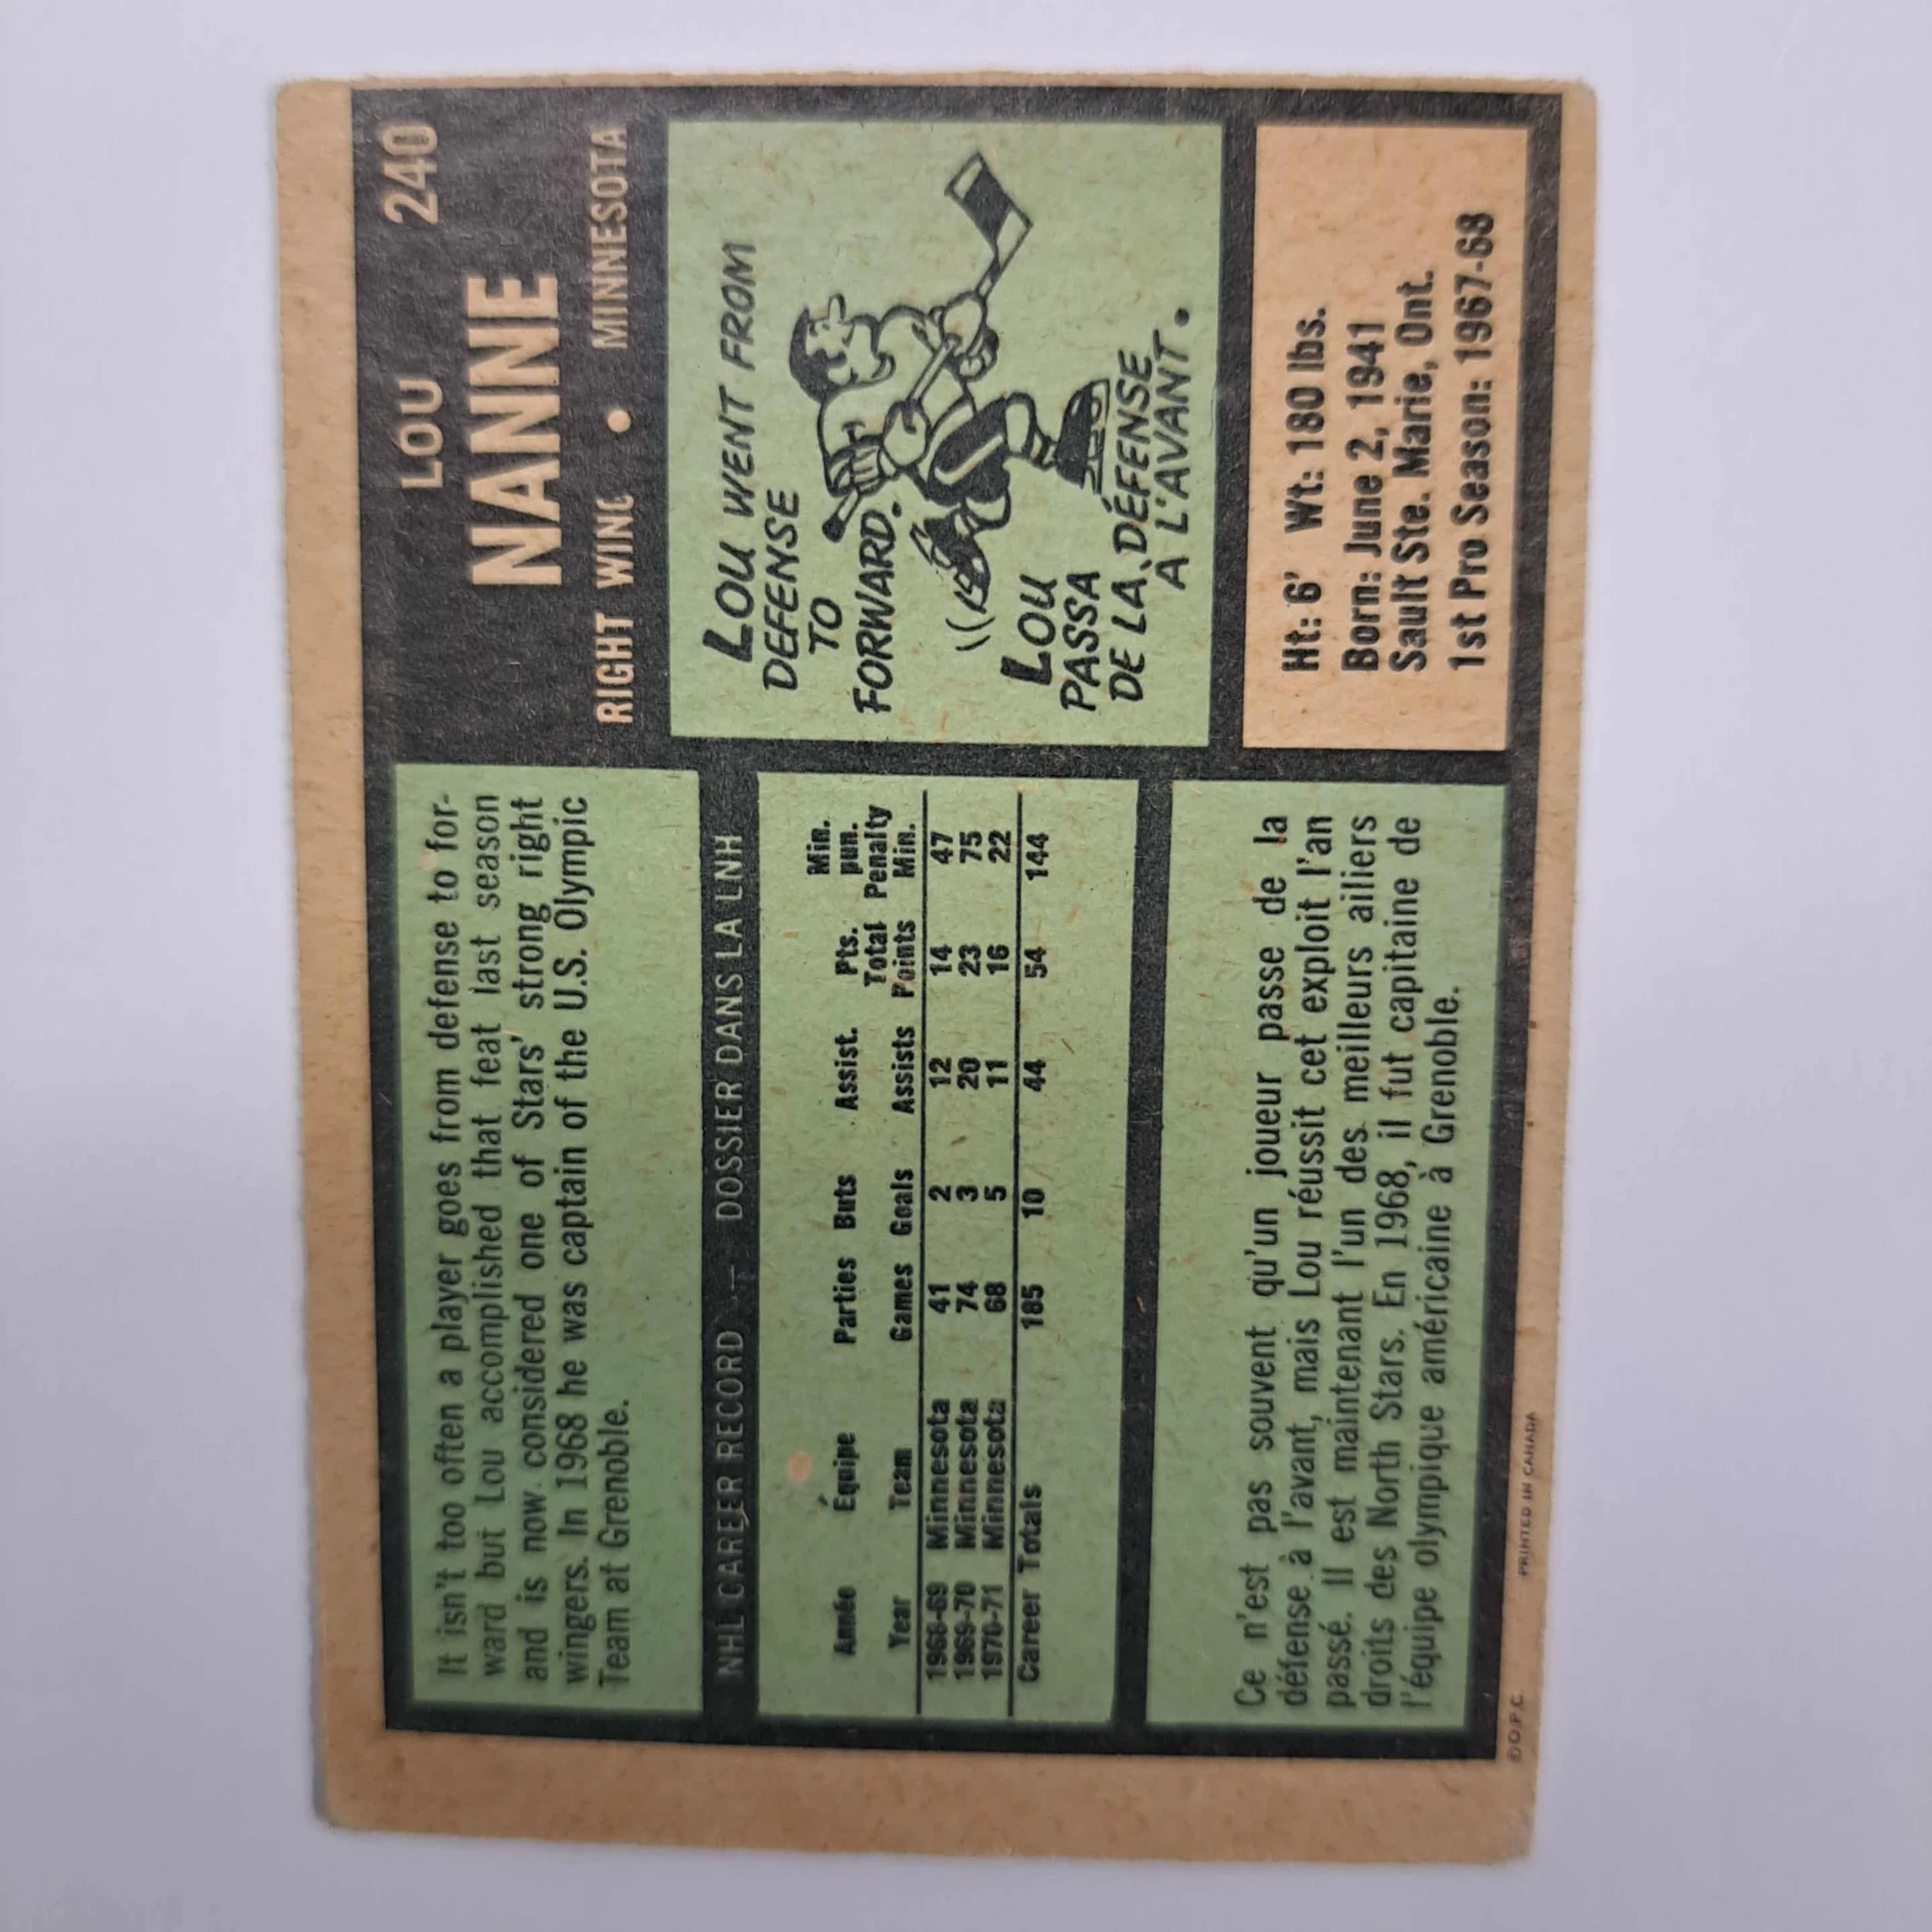 It isn't too often a player goes from defense to for-
ward but Lou accomplished that feat last season
and is now considered one of Stars' strong right
wingers. In 1968 he was captain of the U.S. Olympic
Team at Grenoble.
LOU 240
NANNE
RIGHT WING • MINNESOTA
NHL CAREER RECORD — DOSSIER DANS LA LNH
Min.
Pts. pun.
Année Équipe Parties Buts Assist. Total Penalty
Year Team Games Goals Assists Points Min.
1968-69 Minnesota 41 2 12 14 47
1969-70 Minnesota 74 3 20 23 75
1970-71 Minnesota 68 5 11 16 22
Career Totals 185 10 44 54 144
LOU WENT FROM
DEFENSE
TO
FORWARD.
LOU
PASSA
DE LA DÉFENSE
A L'AVANT.
Ce n'est pas souvent qu'un joueur passe de la
défense à l'avant, mais Lou réussit cet exploit l'an
passé. Il est maintenant l'un des meilleurs ailiers
droits des North Stars. En 1968, il fut capitaine de
l'équipe olympique américaine à Grenoble.
Ht: 6' Wt: 180 lbs.
Born: June 2, 1941
Sault Ste. Marie, Ont.
1st Pro Season: 1967-68
©O.P.C. PRINTED IN CANADA